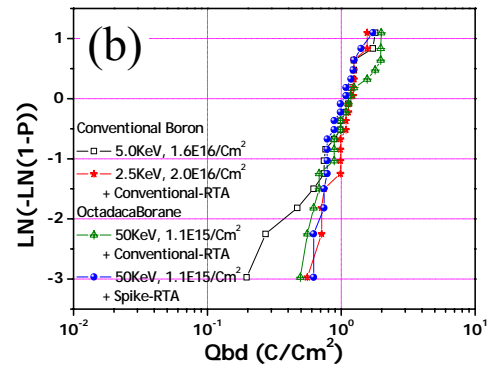 (b)
LN(-LN(1-P))
1
0
-1
-2
-3
Conventional Boron
5.0KeV, 1.6E16/Cm²
2.5KeV, 2.0E16/Cm²
+ Conventional-RTA
OctadacaBorane
50KeV, 1.1E15/Cm²
+ Conventional-RTA
50KeV, 1.1E15/Cm²
+ Spike-RTA
10⁻² 10⁻¹ 10⁰ 10¹
Qbd (C/Cm²)